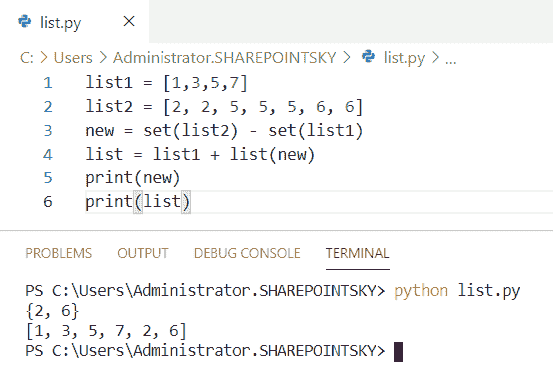 list.py ×
C: > Users > Administrator.SHAREPOINTSKY > list.py > ...
1 list1 = [1,3,5,7]
2 list2 = [2, 2, 5, 5, 5, 6, 6]
3 new = set(list2) - set(list1)
4 list = list1 + list(new)
5 print(new)
6 print(list)
PROBLEMS OUTPUT DEBUG CONSOLE TERMINAL
PS C:\Users\Administrator.SHAREPOINTSKY> python list.py
{2, 6}
[1, 3, 5, 7, 2, 6]
PS C:\Users\Administrator.SHAREPOINTSKY>